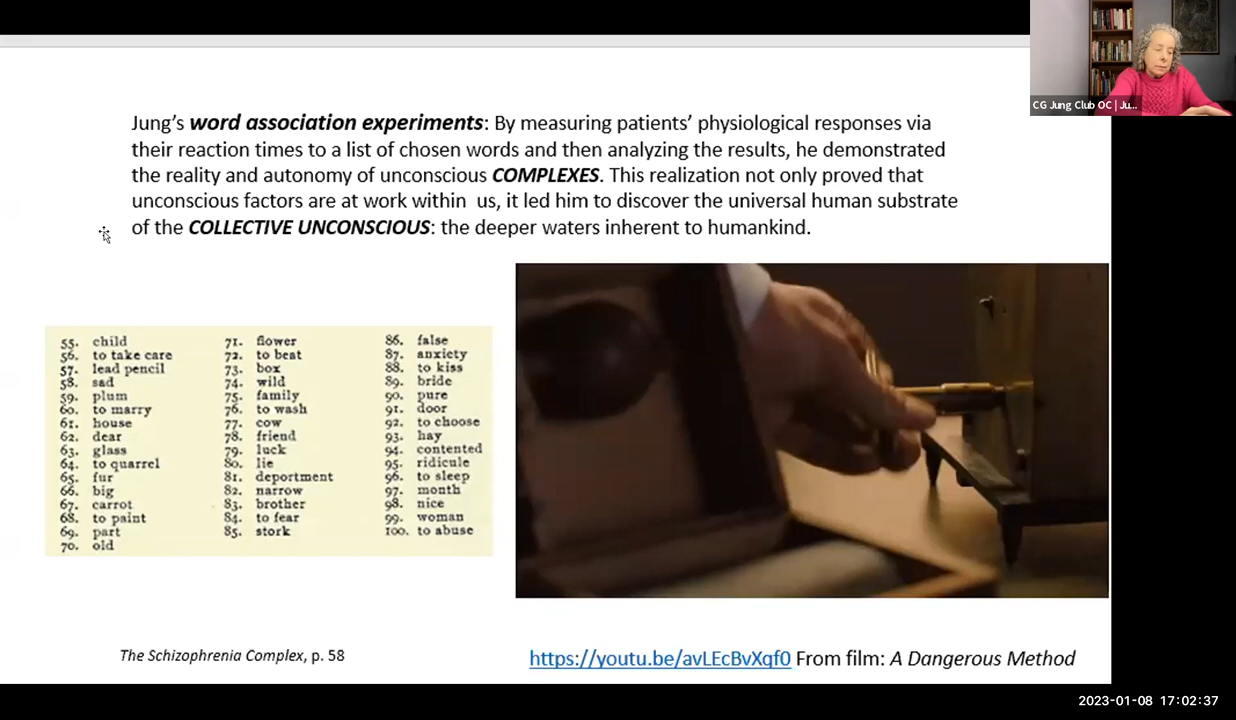 CG Jung Club OC | Ju...
Jung's word association experiments: By measuring patients' physiological responses via
their reaction times to a list of chosen words and then analyzing the results, he demonstrated
the reality and autonomy of unconscious COMPLEXES. This realization not only proved that
unconscious factors are at work within us, it led him to discover the universal human substrate
of the COLLECTIVE UNCONSCIOUS: the deeper waters inherent to humankind.
55. child
56. to take care
57. lead pencil
58. sad
59. plum
60. to marry
61. house
62. dear
63. glass
64. to quarrel
65. fur
66. big
67. carrot
68. to paint
69. part
70. old
71. flower
72. to beat
73. box
74. wild
75. family
76. to wash
77. cow
78. friend
79. luck
80. lie
81. deportment
82. narrow
83. brother
84. to fear
85. stork
86. false
87. anxiety
88. to kiss
89. bride
90. pure
91. door
92. to choose
93. hay
94. contented
95. ridicule
96. to sleep
97. month
98. nice
99. woman
100. to abuse
The Schizophrenia Complex, p. 58
https://youtu.be/avLEcBvXqf0 From film: A Dangerous Method
2023-01-08 17:02:37